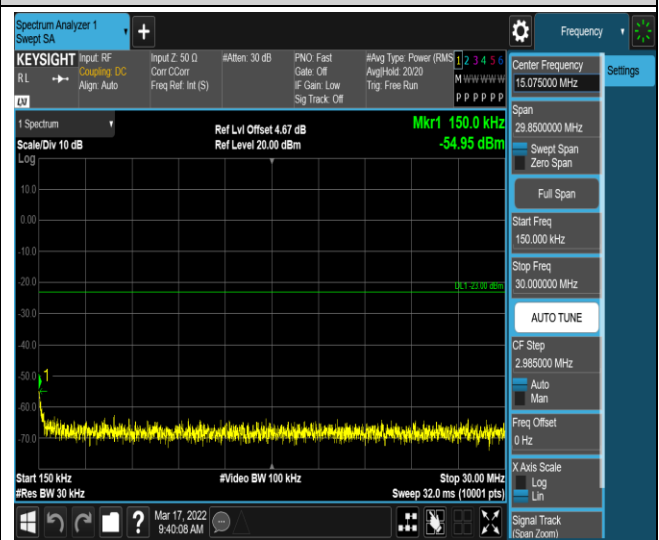 Spectrum Analyzer 1
Swept SA
Frequency
KEYSIGHT
Input: RF
Input Z: 50 Ω
#Atten: 30 dB
PNO: Fast
#Avg Type: Power (RMS
1 2 3 4 5 6
RL
Coupling: DC
Corr CCorr
Gate: Off
Avg|Hold: 20/20
M W W W W W
Align: Auto
Freq Ref: Int (S)
IF Gain: Low
Trig: Free Run
Sig Track: Off
P P P P P P
LXI
1 Spectrum
Ref Lvl Offset 4.67 dB
Mkr1 150.0 kHz
Scale/Div 10 dB
Ref Level 20.00 dBm
-54.95 dBm
Log
10.0
0.00
-10.0
-20.0
DL1 -23.00 dBm
-30.0
-40.0
-50.0
1
-60.0
-70.0
Start 150 kHz
#Video BW 100 kHz
Stop 30.00 MHz
#Res BW 30 kHz
Sweep 32.0 ms (10001 pts)
Mar 17, 2022
9:40:08 AM
Center Frequency
15.075000 MHz
Settings
Span
29.8500000 MHz
Swept Span
Zero Span
Full Span
Start Freq
150.000 kHz
Stop Freq
30.000000 MHz
AUTO TUNE
CF Step
2.985000 MHz
Auto
Man
Freq Offset
0 Hz
X Axis Scale
Log
Lin
Signal Track
(Span Zoom)